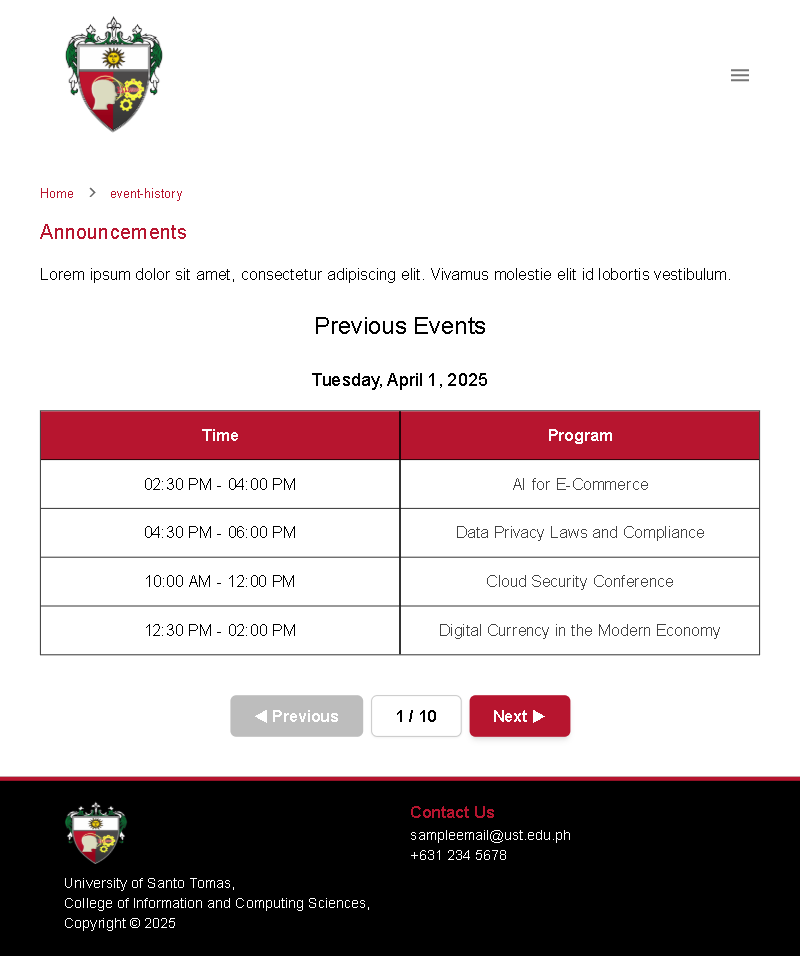 Home > event-history
Announcements
Lorem ipsum dolor sit amet, consectetur adipiscing elit. Vivamus molestie elit id lobortis vestibulum.
Previous Events
Tuesday, April 1, 2025
Time Program
02:30 PM - 04:00 PM AI for E-Commerce
04:30 PM - 06:00 PM Data Privacy Laws and Compliance
10:00 AM - 12:00 PM Cloud Security Conference
12:30 PM - 02:00 PM Digital Currency in the Modern Economy
◀ Previous 1 / 10 Next ▶
Contact Us
sampleemail@ust.edu.ph
+631 234 5678
University of Santo Tomas,
College of Information and Computing Sciences,
Copyright © 2025